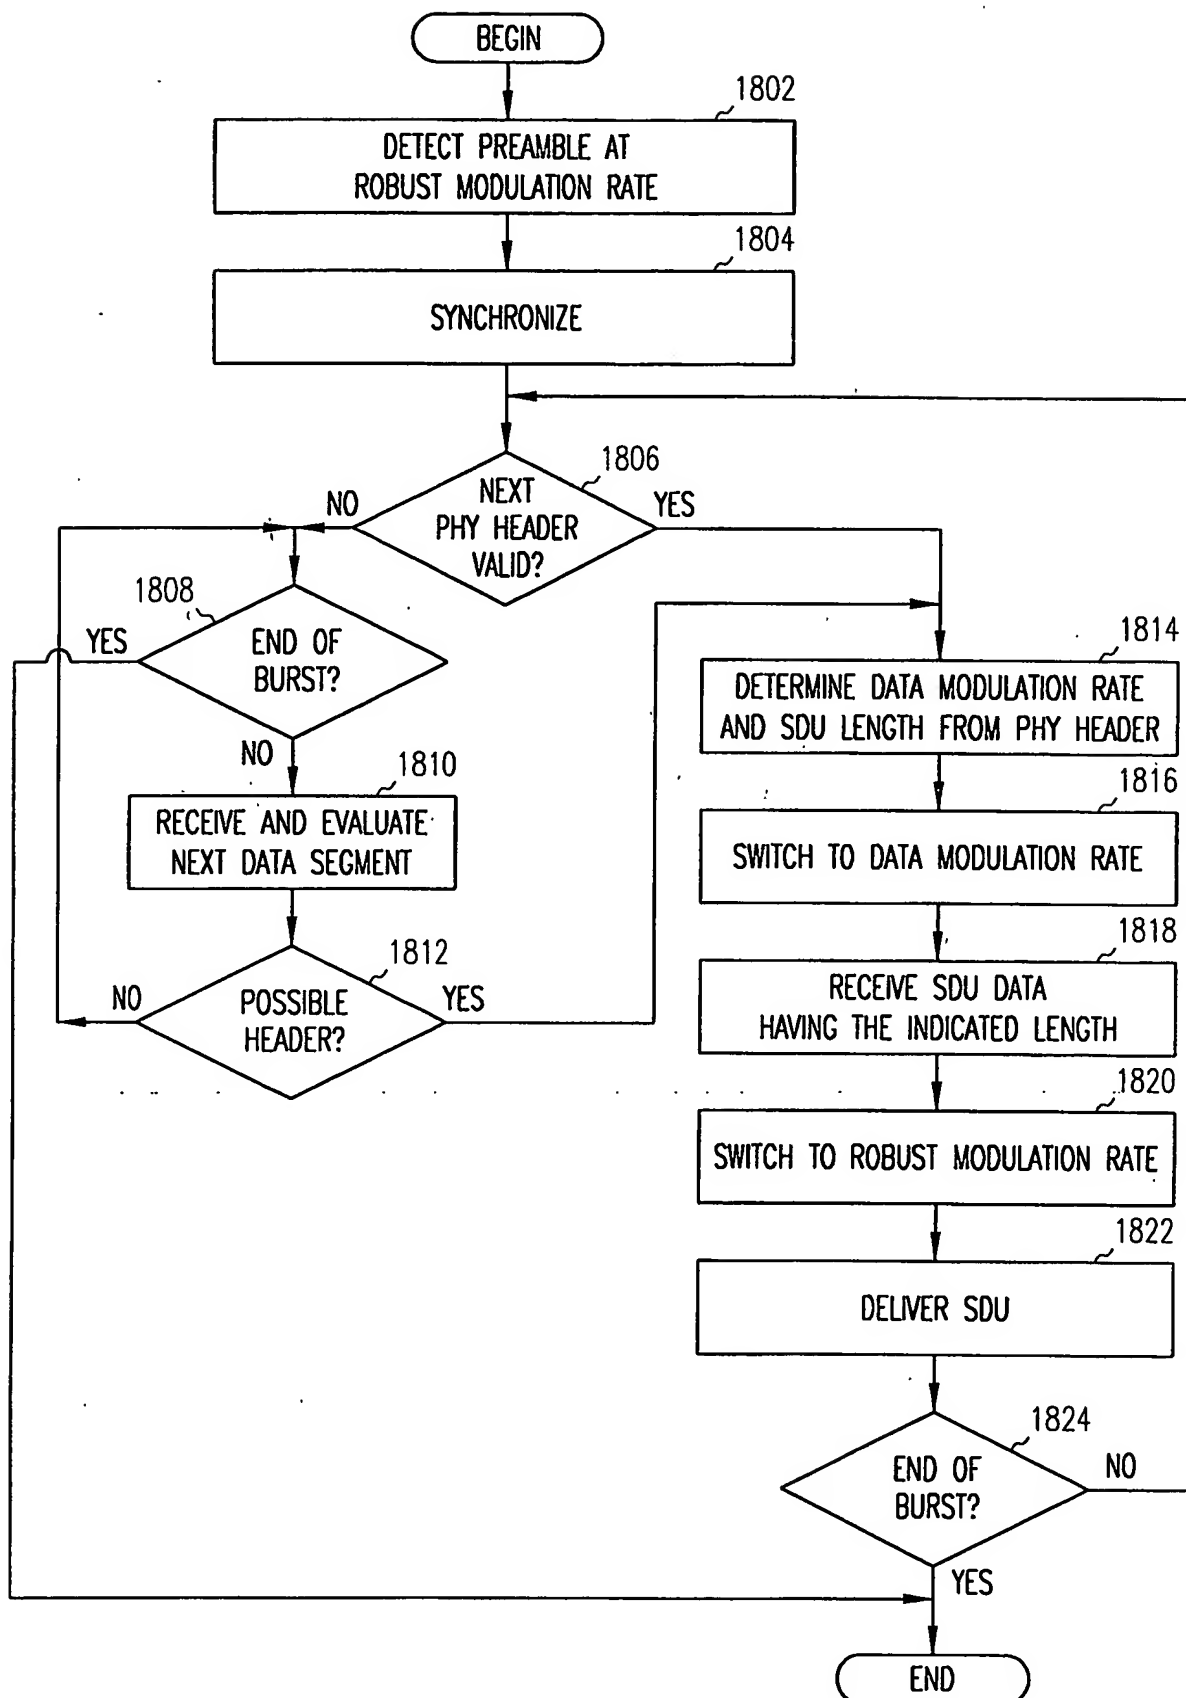 BEGIN
1802
DETECT PREAMBLE AT
ROBUST MODULATION RATE
1804
SYNCHRONIZE
1806
NEXT
PHY HEADER
VALID?
NO
YES
1808
END OF
BURST?
YES
NO
1810
RECEIVE AND EVALUATE
NEXT DATA SEGMENT
1812
POSSIBLE
HEADER?
NO
YES
1814
DETERMINE DATA MODULATION RATE
AND SDU LENGTH FROM PHY HEADER
1816
SWITCH TO DATA MODULATION RATE
1818
RECEIVE SDU DATA
HAVING THE INDICATED LENGTH
1820
SWITCH TO ROBUST MODULATION RATE
1822
DELIVER SDU
1824
END OF
BURST?
NO
YES
END